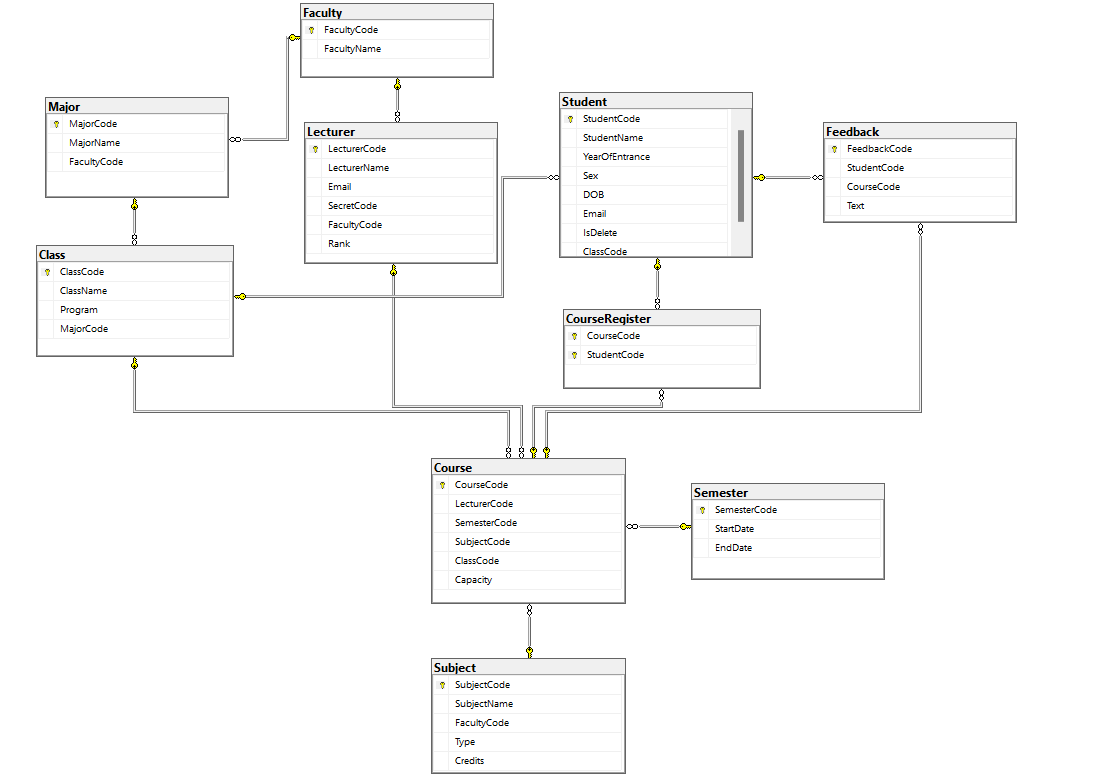 Faculty
FacultyCode
FacultyName
Major
MajorCode
MajorName
FacultyCode
Lecturer
LecturerCode
LecturerName
Email
SecretCode
FacultyCode
Rank
Student
StudentCode
StudentName
YearOfEntrance
Sex
DOB
Email
IsDelete
ClassCode
Feedback
FeedbackCode
StudentCode
CourseCode
Text
Class
ClassCode
ClassName
Program
MajorCode
CourseRegister
CourseCode
StudentCode
Course
CourseCode
LecturerCode
SemesterCode
SubjectCode
ClassCode
Capacity
Semester
SemesterCode
StartDate
EndDate
Subject
SubjectCode
SubjectName
FacultyCode
Type
Credits